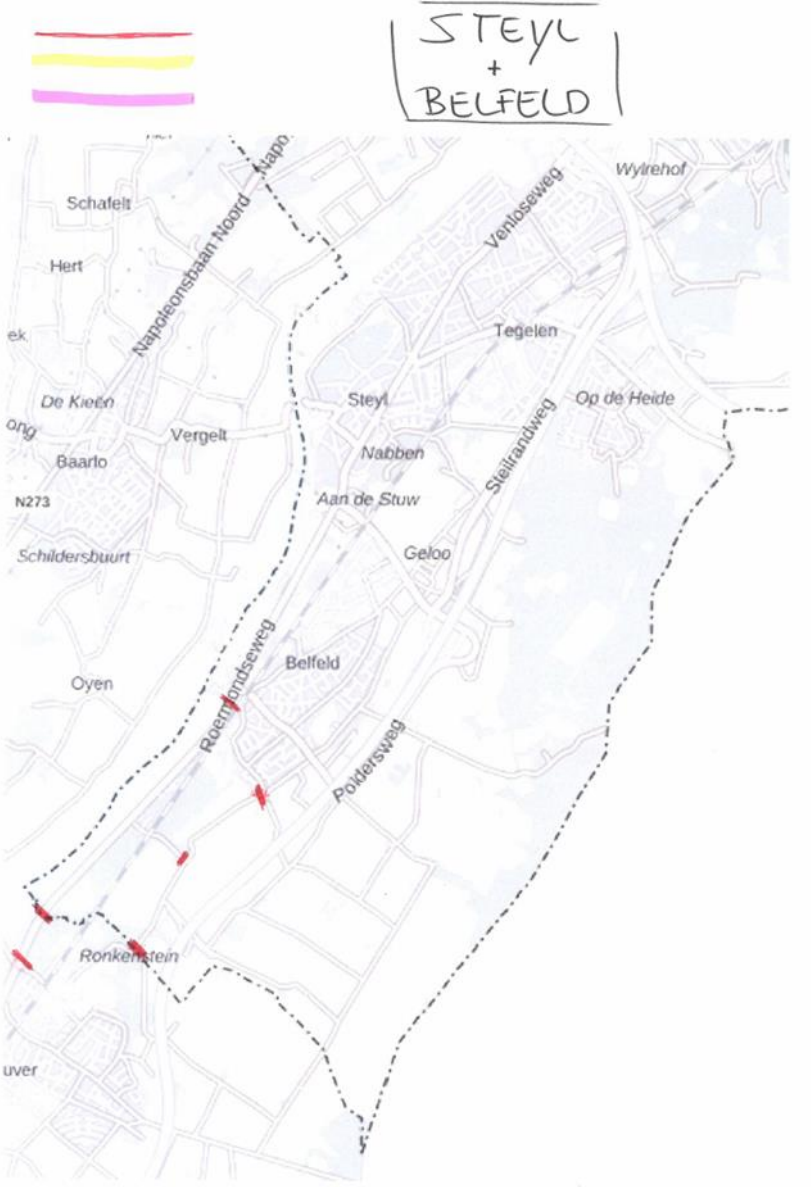 STEYL
+
BELFELD
Napo.
Wylrehof
Schafelt
Venloseweg
Napoleonsbaan Noord
Hert
ek
Tegelen
De Kieën
Steyl
Op de Heide
ong
Vergelt
Steilrandweg
Baarlo
Nabben
N273
Aan de Stuw
Schildersbuurt
Geloo
Belfeld
Oyen
Roermondseweg
Poldersweg
Ronkenstein
uver